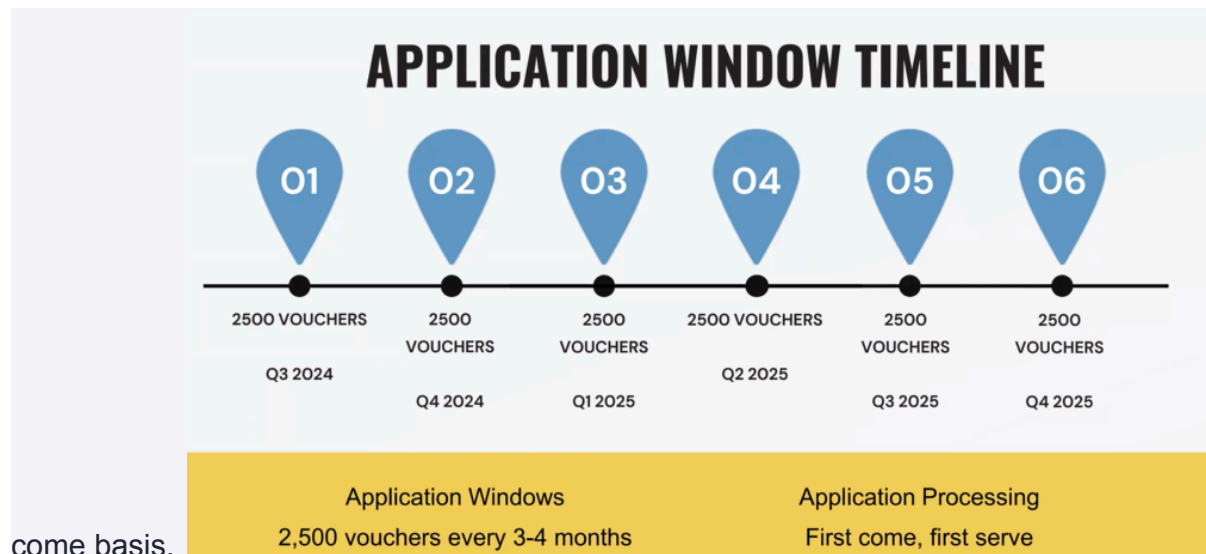 APPLICATION WINDOW TIMELINE
01 02 03 04 05 06
2500 VOUCHERS
Q3 2024
2500
VOUCHERS
Q4 2024
2500
VOUCHERS
Q1 2025
2500 VOUCHERS
Q2 2025
2500
VOUCHERS
Q3 2025
2500
VOUCHERS
Q4 2025
Application Windows
2,500 vouchers every 3-4 months
Application Processing
First come, first serve
come basis.